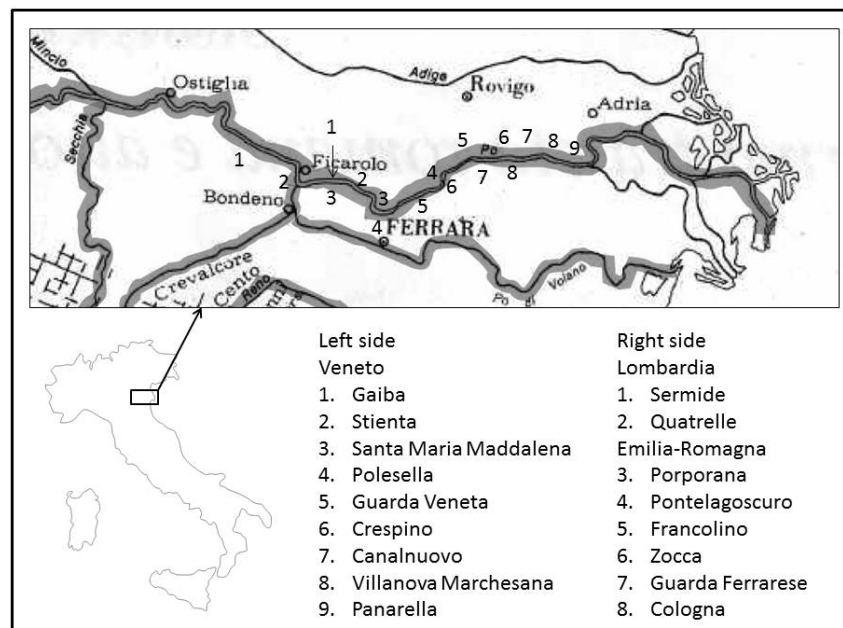 Mincio
Ostiglia
Secchia
Adige
Rovigo
Adria
1
1
Ficarolo
2
2
3
3
4
5
6
7
8
9
Po
4
5
6
7
8
Bondeno
4
FERRARA
Crevalcore
Cento
Reno
Po di Volano
Left side
Veneto
1. Gaiba
2. Stienta
3. Santa Maria Maddalena
4. Polesella
5. Guarda Veneta
6. Crespino
7. Canalnuovo
8. Villanova Marchesana
9. Panarella
Right side
Lombardia
1. Sermide
2. Quatrelle
Emilia-Romagna
3. Porporana
4. Pontelagoscuro
5. Francolino
6. Zocca
7. Guarda Ferrarese
8. Cologna